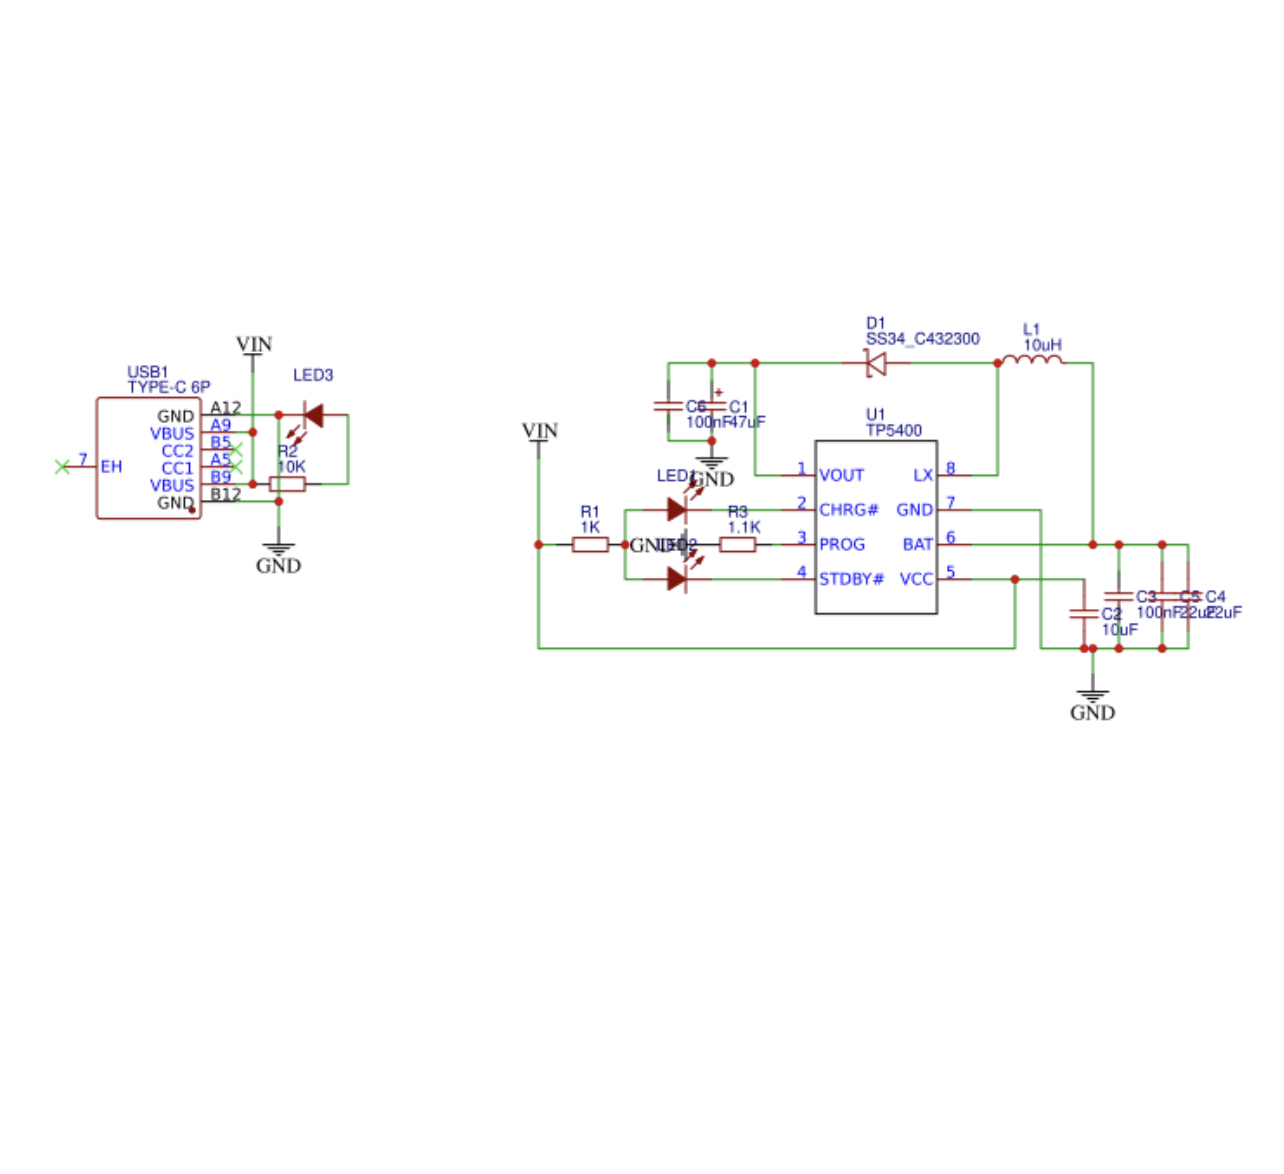 VIN
USB1
TYPE-C 6P
LED3
GND A12
VBUS A9
CC2 B5
CC1 A5
VBUS B9
GND B12
7 EH
R2
10K
GND
D1
SS34_C432300
L1
10uH
C6
100nF
C1
47uF
+
GND
VIN
U1
TP5400
1 VOUT
2 CHRG#
3 PROG
4 STDBY#
LX 8
GND 7
BAT 6
VCC 5
LED1
R1
1K
GND
LED2
R3
1.1K
C2
10uF
C3
100nF
C5
22uF
C4
22uF
GND